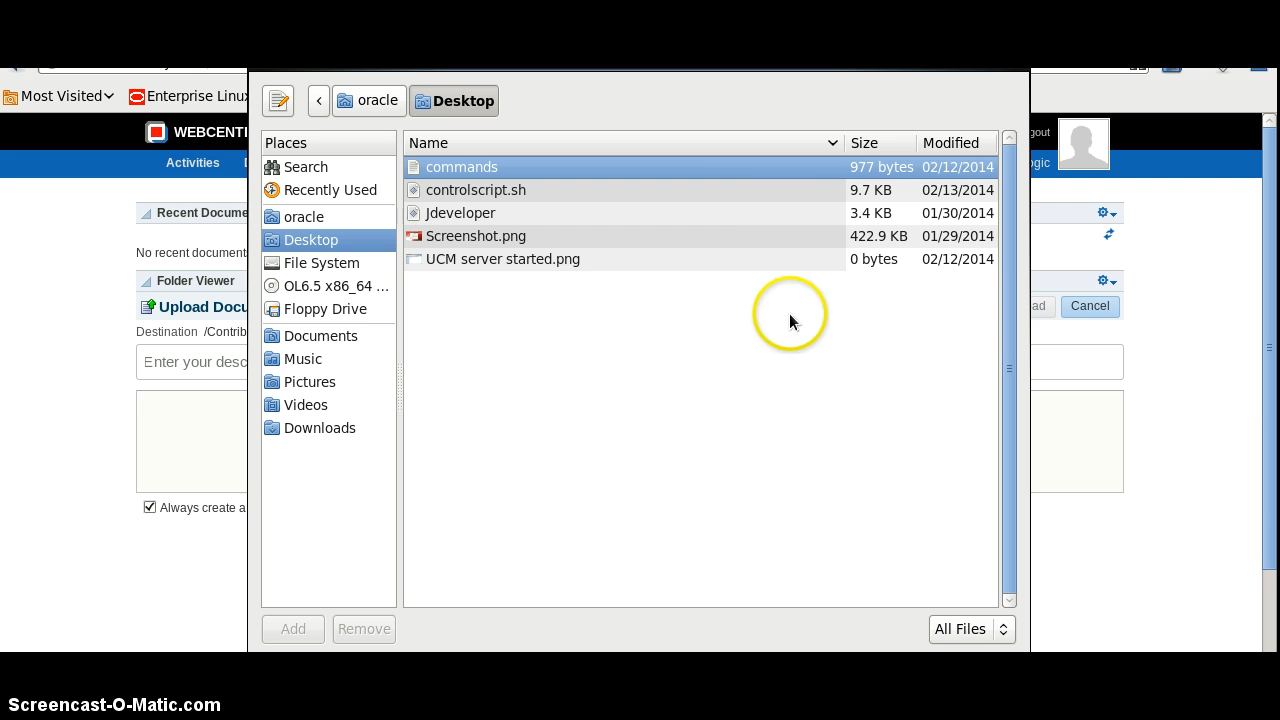 Most Visited
Enterprise Linux
WEBCENT
gout
Activities
ogic
Recent Docume
No recent document
Folder Viewer
Upload Docu
Destination /Contrib
Enter your desc
Always create a
ad
Cancel
oracle
Desktop
Places
Search
Recently Used
oracle
Desktop
File System
OL6.5 x86_64 ...
Floppy Drive
Documents
Music
Pictures
Videos
Downloads
Name Size Modified
commands 977 bytes 02/12/2014
controlscript.sh 9.7 KB 02/13/2014
Jdeveloper 3.4 KB 01/30/2014
Screenshot.png 422.9 KB 01/29/2014
UCM server started.png 0 bytes 02/12/2014
Add
Remove
All Files
Screencast-O-Matic.com